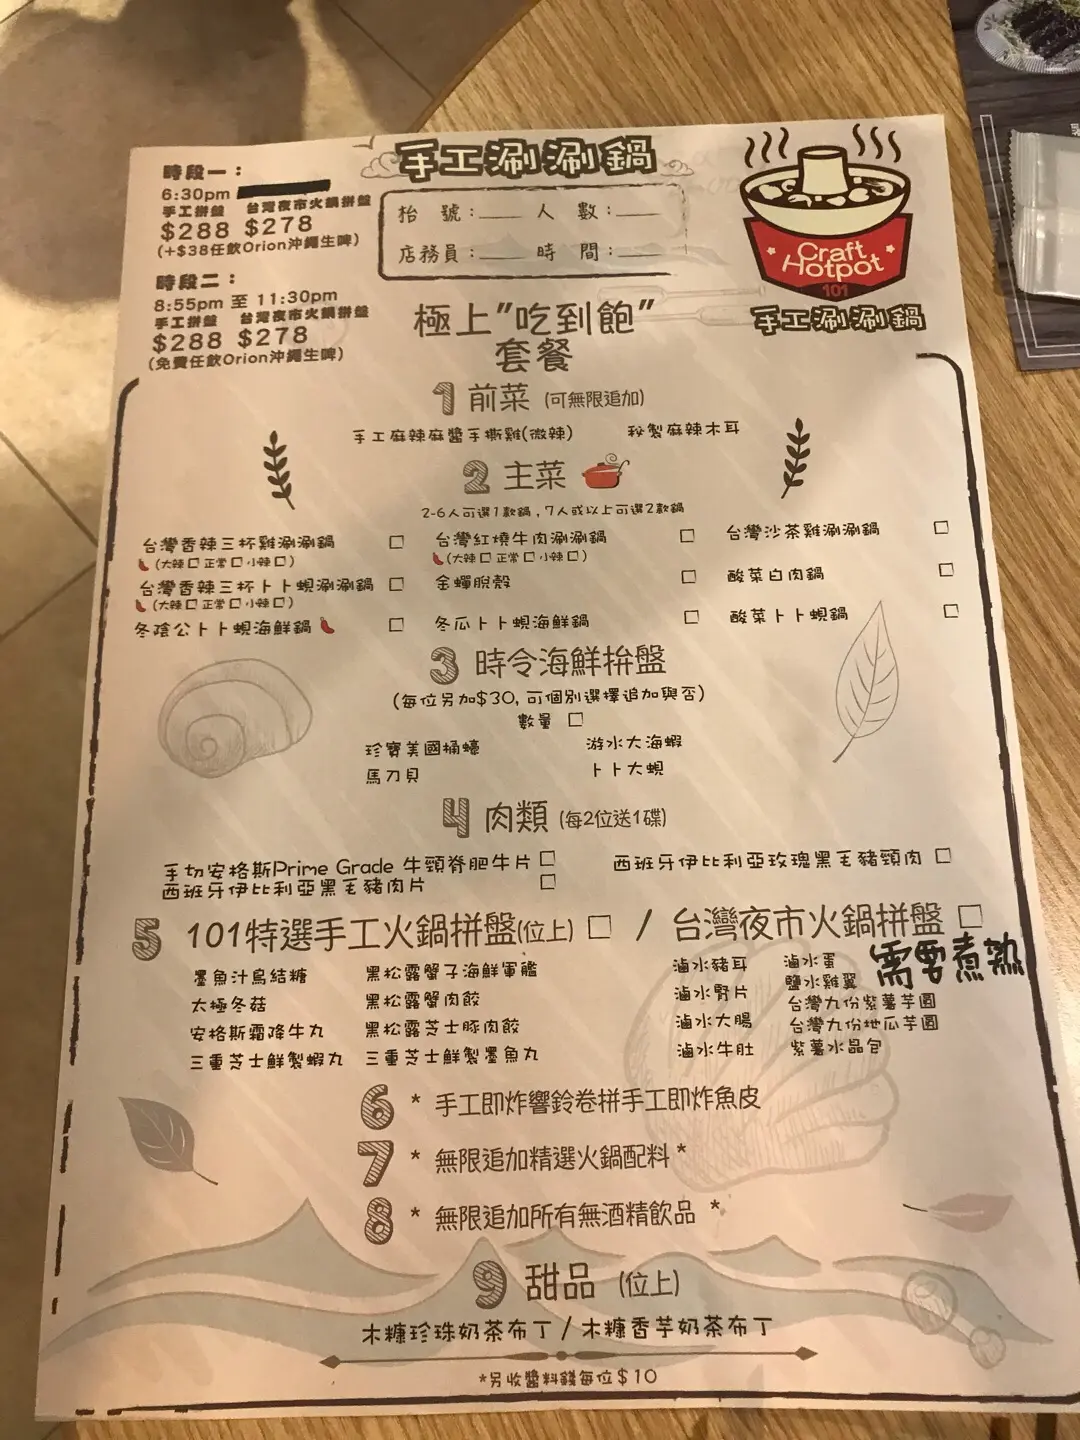 手工涮涮鍋
時段一：
6:30pm
手工拼盤 台灣夜市火鍋拼盤
$288 $278
(+$38任飲Orion沖繩生啤)
時段二：
8:55pm 至 11:30pm
手工拼盤 台灣夜市火鍋拼盤
$288 $278
(免費任飲Orion沖繩生啤)
枱 號：____ 人 數：____
店務員：____ 時 間：____
Craft
Hotpot
101
手工涮涮鍋
極上"吃到飽"
套餐
1 前菜 (可無限追加)
手工麻辣麻醬手撕雞(微辣) 秘製麻辣木耳
2 主菜
2-6人可選1款鍋，7人或以上可選2款鍋
台灣香辣三杯雞涮涮鍋 □ 台灣紅燒牛肉涮涮鍋 □ 台灣沙茶雞涮涮鍋 □
(大辣□ 正常□ 小辣□) (大辣□ 正常□ 小辣□)
台灣香辣三杯卜卜蜆涮涮鍋 □ 金蟬脫殼 □ 酸菜白肉鍋 □
(大辣□ 正常□ 小辣□)
冬陰公卜卜蜆海鮮鍋 □ 冬瓜卜卜蜆海鮮鍋 □ 酸菜卜卜蜆鍋 □
3 時令海鮮拚盤
(每位另加$30, 可個別選擇追加與否)
數量 □
珍寶美國桶蠔 游水大海蝦
馬刀貝 卜卜大蜆
4 肉類 (每2位送1碟)
手切安格斯Prime Grade 牛頸脊肥牛片 □ 西班牙伊比利亞玫瑰黑毛豬頸肉 □
西班牙伊比利亞黑毛豬肉片 □
5 101特選手工火鍋拼盤(位上) □ / 台灣夜市火鍋拼盤 □
需要煮熟
墨魚汁烏結糖 黑松露蟹子海鮮軍艦 滷水豬耳 滷水蛋
太極冬菇 黑松露蟹肉餃 滷水腎片 鹽水雞翼
安格斯霜降牛丸 黑松露芝士豚肉餃 滷水大腸 台灣九份紫薯芋圓
三重芝士鮮製蝦丸 三重芝士鮮製墨魚丸 滷水牛肚 台灣九份地瓜芋圓
紫薯水晶包
6 * 手工即炸響鈴卷拼手工即炸魚皮
7 * 無限追加精選火鍋配料 *
8 * 無限追加所有無酒精飲品 *
9 甜品 (位上)
木糠珍珠奶茶布丁 / 木糠香芋奶茶布丁
*另收醬料錢每位$10